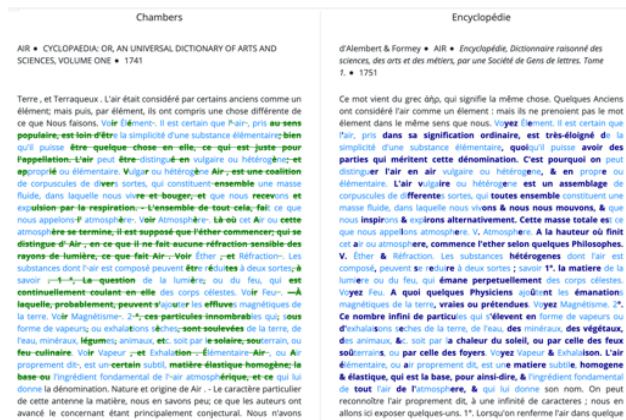 Chambers
AIR ● CYCLOPAEDIA: OR, AN UNIVERSAL DICTIONARY OF ARTS AND
SCIENCES, VOLUME ONE ● 1741
Terre , et Terraqueux . L'air était considéré par certains anciens comme un
élément; mais puis, par élément, ils ont compris une chose différente de
ce que Nous faisons. Voir Élément-. Il est certain que l'-air-, pris au sens
populaire, est loin d'être la simplicité d'une substance élémentaire; bien
qu'il puisse être quelque chose en elle, ce qui est juste pour
l'appellation. L'air peut être distingué en vulgaire ou hétérogène; et
approprié ou élémentaire. Vulgar ou hétérogène Air , est une coalition
de corpuscules de divers sortes, qui constituent ensemble une masse
fluide, dans laquelle nous vivre et bouger, et que nous recevons et
expulsion par la respiration. - L'ensemble de tout cela, fait ce que
nous appelons l' atmosphère-. Voir Atmosphère-. Là où cet Air ou cette
atmosphère se termine, il est supposé que l'éther commencer; qui se
distingue d' Air , en ce qu'il ne fait aucune réfraction sensible des
rayons de lumière, ce que fait Air . Voir Éther , et Réfraction-. Les
substances dont l'-air est composé peuvent être réduites à deux sortes, à
savoir , 1 °, La question de la lumière, ou du feu, qui est
continuellement coulant en elle des corps célestes. Voir Feu-. A
laquelle, probablement, peuvent s'ajouter les effluves magnétiques de
la terre. Voir Magnétisme-. 2 °, ces particules innombrables qui; sous
forme de vapeurs; ou exhalations sèches, sont soulevées de la terre, de
l'eau, minéraux, légumes, animaux, etc. soit par le solaire, souterrain, ou
feu culinaire. Voir Vapeur , et Exhalation . Élémentaire Air-, ou Air
proprement dit-, est un certain subtil, matière élastique homogène; la
base ou l'ingrédient fondamental de l'-air atmosphérique, et ce qui lui
donne la dénomination. Nature et origine de Air . - Le caractère particulier
de cette antenne la matière, nous en savons peu; ce que les auteurs ont
avancé le concernant étant principalement conjectural. Nous n'avons
Encyclopédie
d'Alembert & Formey ● AIR ● Encyclopédie, Dictionnaire raisonné des
sciences, des arts et des métiers, par une Société de Gens de lettres. Tome
1. ● 1751
Ce mot vient du grec ἀὴρ, qui signifie la même chose. Quelques Anciens
ont considéré l'air comme un élement : mais ils ne prenoient pas le mot
élement dans le même sens que nous. Voyez Élement. Il est certain que
l'air, pris dans sa signification ordinaire, est très-éloigné de la
simplicité d'une substance élémentaire, quoiqu'il puisse avoir des
parties qui méritent cette dénomination. C'est pourquoi on peut
distinguer l'air en air vulgaire ou hétérogene, & en propre ou
élémentaire. L'air vulgaire ou hétérogene est un assemblage de
corpuscules de différentes sortes, qui toutes ensemble constituent une
masse fluide, dans laquelle nous vivons & nous nous mouvons, & que
nous inspirons & expirons alternativement. Cette masse totale est ce
que nous appellons atmosphere. V. Atmosphere. A la hauteur où finit
cet air ou atmosphere, commence l'ether selon quelques Philosophes.
V. Éther & Réfraction. Les substances hétérogenes dont l'air est
composé, peuvent se reduire à deux sortes ; savoir 1°. la matiere de la
lumiere ou du feu, qui émane perpetuellement des corps célestes.
Voyez Feu. A quoi quelques Physiciens ajoûtent les émanations
magnétiques de la terre, vraies ou prétendues. Voyez Magnétisme. 2°.
Ce nombre infini de particules qui s'élevent en forme de vapeurs ou
d'exhalaisons seches de la terre, de l'eau, des minéraux, des végétaux,
des animaux, &c. soit par la chaleur du soleil, ou par celle des feux
soûterrains, ou par celle des foyers. Voyez Vapeur & Exhalaison. L'air
élémentaire, ou air proprement dit, est une matiere subtile, homogene
& élastique, qui est la base, pour ainsi-dire, & l'ingrédient fondamental
de tout l'air de l'atmosphere, & qui lui donne son nom. On peut
reconnoître l'air proprement dit, à une infinité de caracteres ; nous en
allons ici exposer quelques-uns. 1°. Lorsqu'on renferme l'air dans quelque